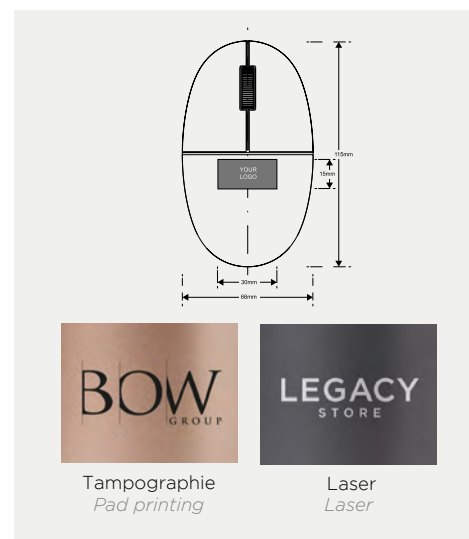 YOUR
LOGO
115mm
15mm
30mm
66mm
BOW
GROUP
LEGACY
STORE
Tampographie
Pad printing
Laser
Laser